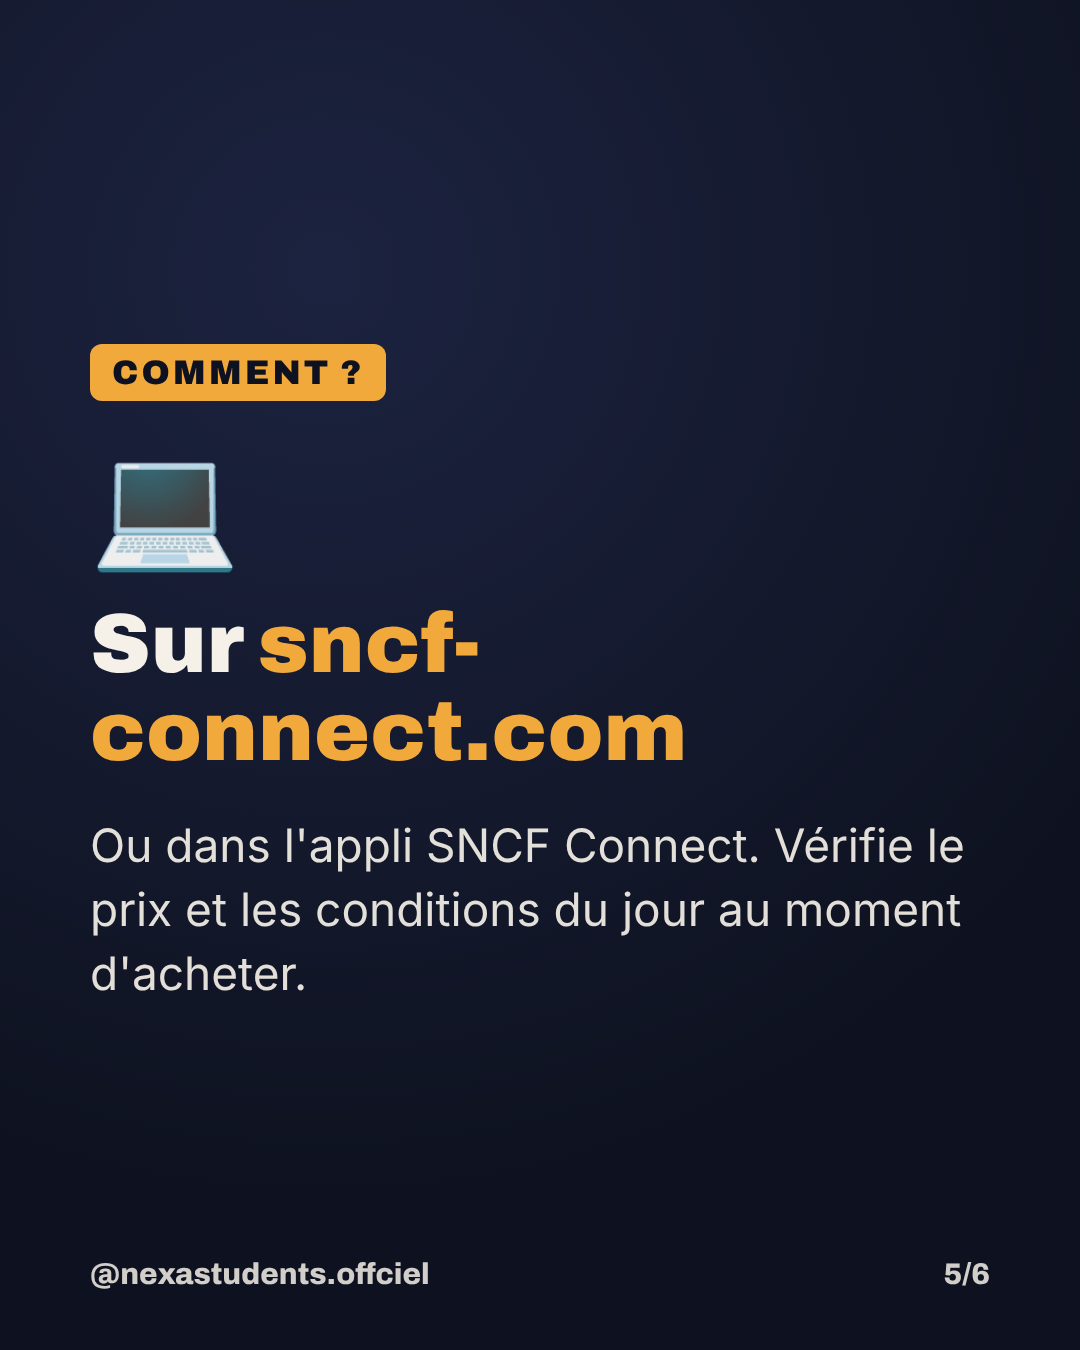 COMMENT ?
Sur sncf-
connect.com
Ou dans l'appli SNCF Connect. Vérifie le
prix et les conditions du jour au moment
d'acheter.
@nexastudents.offciel
5/6